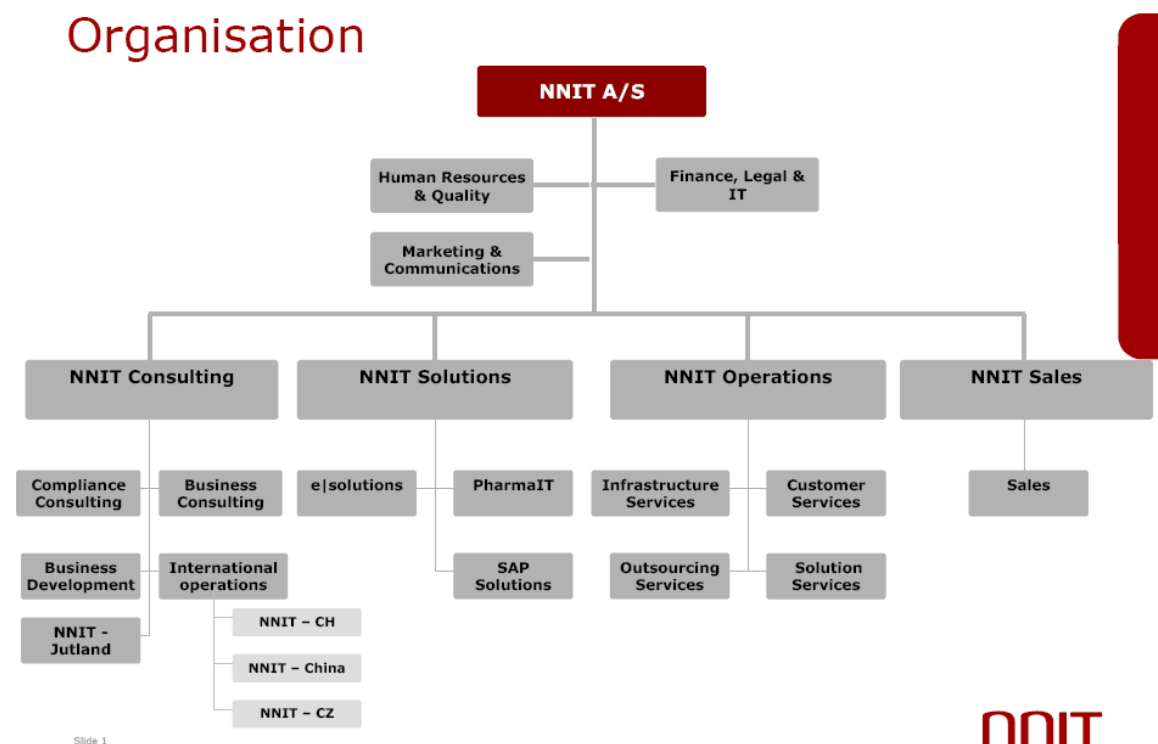 Organisation
NNIT A/S
Human Resources
& Quality
Finance, Legal &
IT
Marketing &
Communications
NNIT Consulting
NNIT Solutions
NNIT Operations
NNIT Sales
Compliance
Consulting
Business
Consulting
e|solutions
PharmaIT
Infrastructure
Services
Customer
Services
Sales
Business
Development
International
operations
SAP
Solutions
Outsourcing
Services
Solution
Services
NNIT -
Jutland
NNIT – CH
NNIT – China
NNIT – CZ
Slide 1
nnit